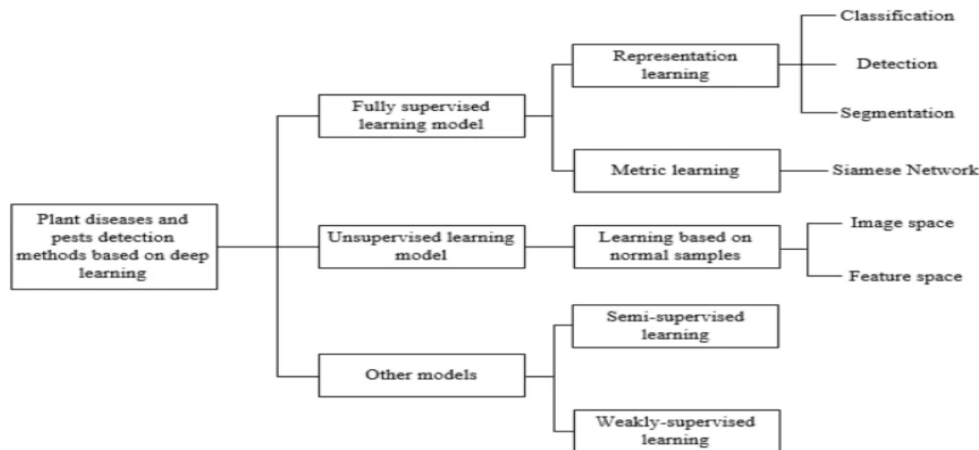 Classification
Representation
learning
Detection
Segmentation
Fully supervised
learning model
Metric learning
Siamese Network
Plant diseases and
pests detection
methods based on deep
learning
Unsupervised learning
model
Learning based on
normal samples
Image space
Feature space
Other models
Semi-supervised
learning
Weakly-supervised
learning